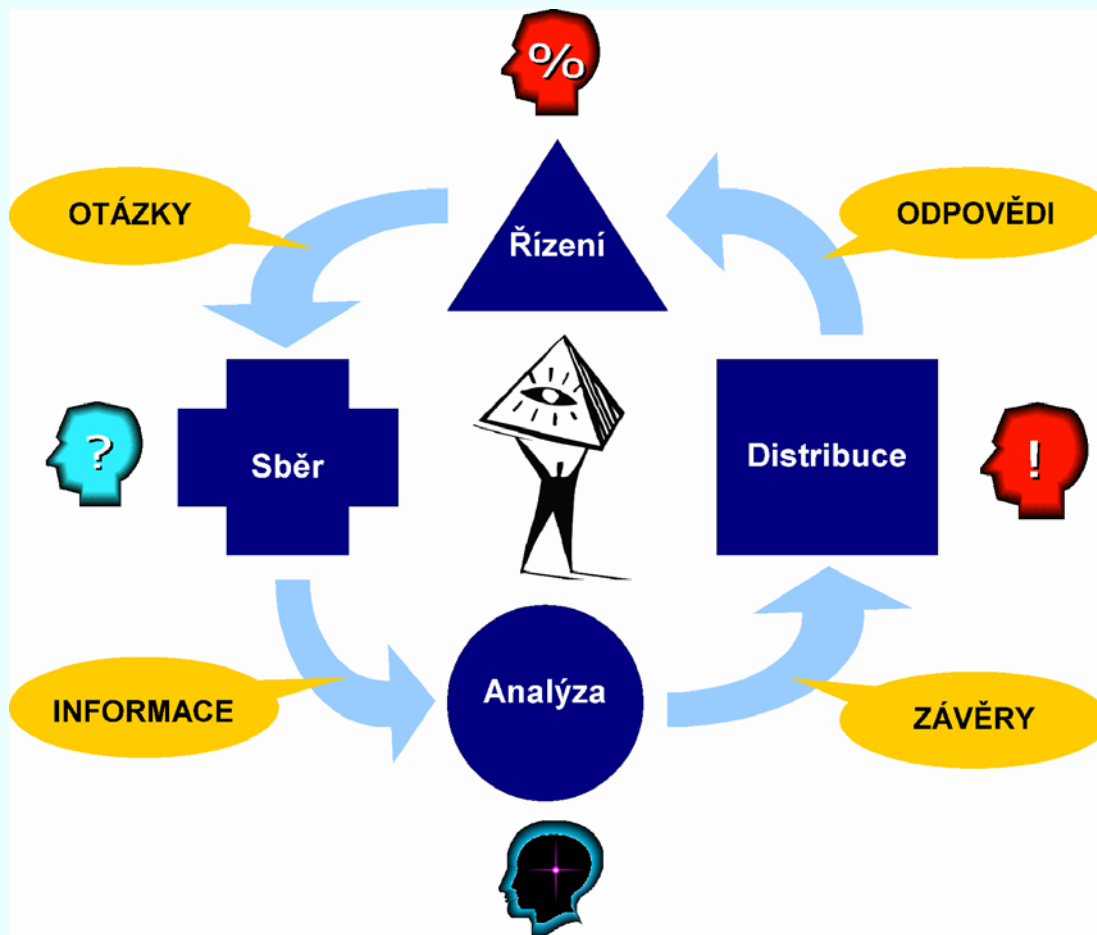 %
OTÁZKY
ODPOVĚDI
Řízení
?
Sběr
Distribuce
!
INFORMACE
Analýza
ZÁVĚRY